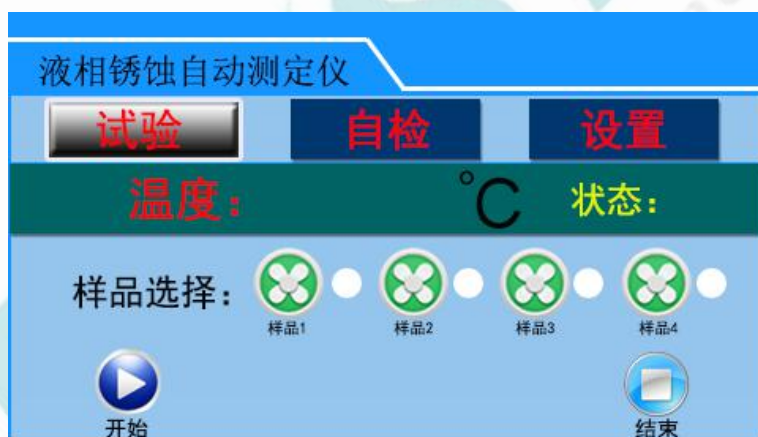 液相锈蚀自动测定仪
试验 自检 设置
温度： ℃ 状态：
样品选择：
样品1 样品2 样品3 样品4
开始 结束